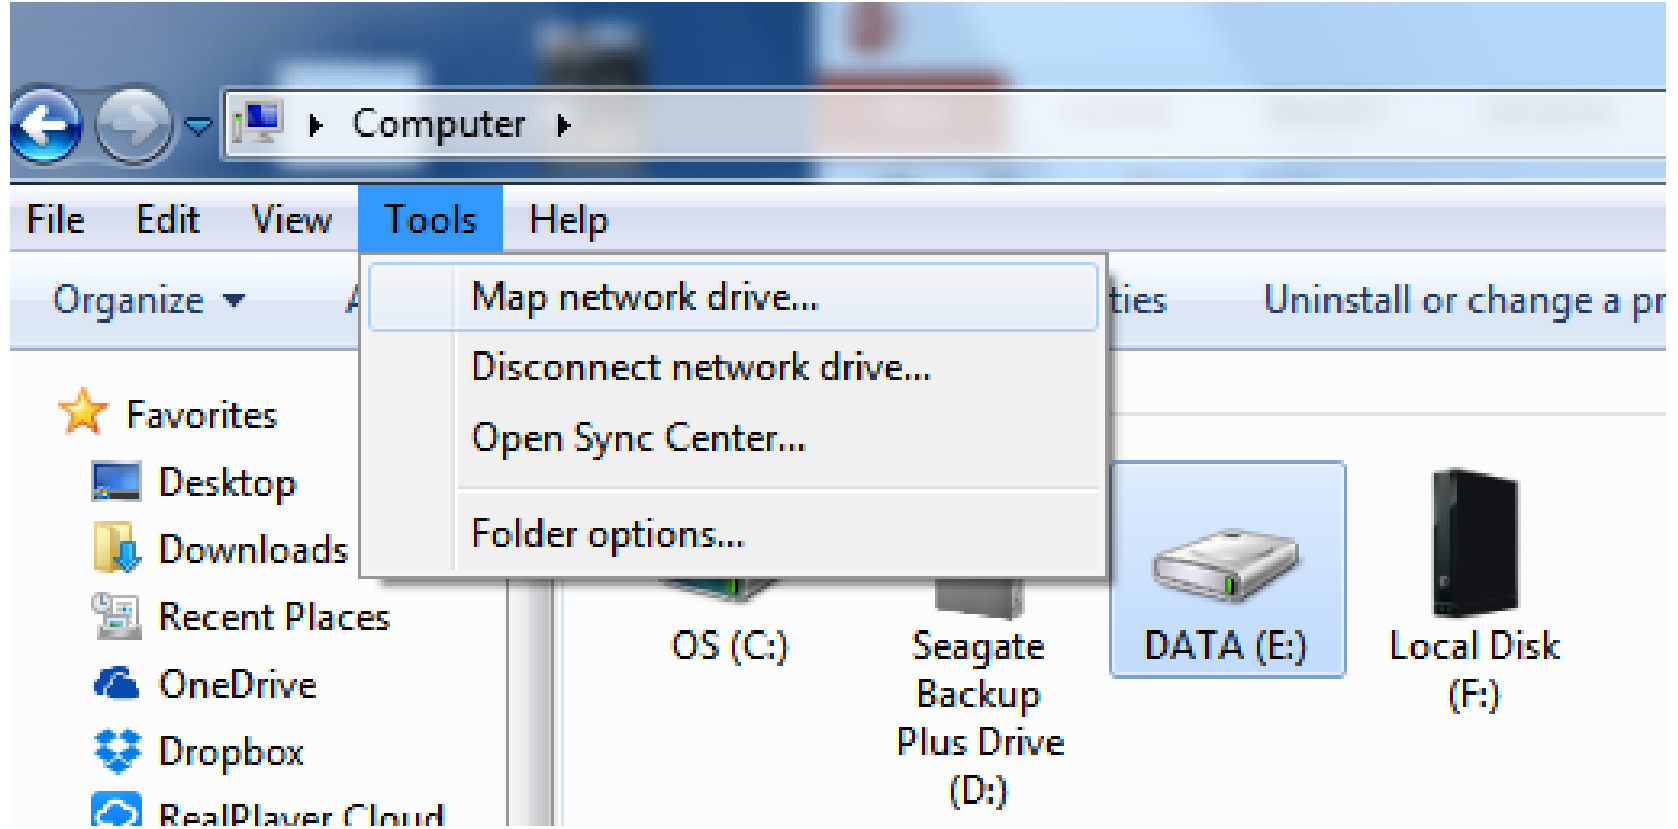 Computer
File Edit View Tools Help
Organize ties Uninstall or change a pr
Map network drive...
Disconnect network drive...
Open Sync Center...
Folder options...
Favorites
Desktop
Downloads
Recent Places
OneDrive
Dropbox
RealPlayer Cloud
OS (C:)
Seagate
Backup
Plus Drive
(D:)
DATA (E:)
Local Disk
(F:)